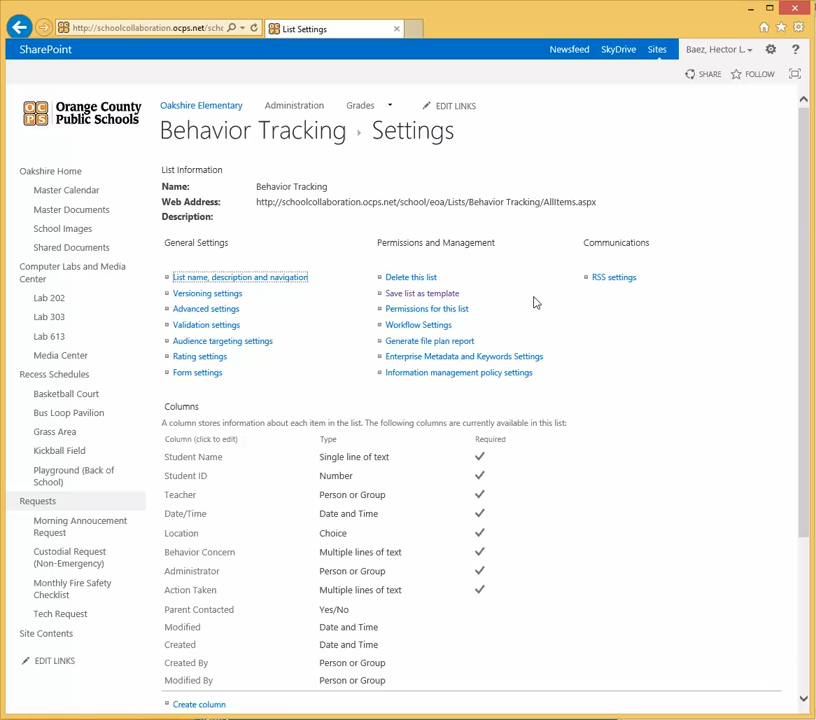 http://schoolcollaboration.ocps.net/schc
List Settings
SharePoint
Newsfeed
SkyDrive
Sites
Baez, Hector L.
?
SHARE
FOLLOW
OC
PS
Orange County
Public Schools
Oakshire Elementary
Administration
Grades
EDIT LINKS
Behavior Tracking
Settings
Oakshire Home
Master Calendar
Master Documents
School Images
Shared Documents
Computer Labs and Media
Center
Lab 202
Lab 303
Lab 613
Media Center
Recess Schedules
Basketball Court
Bus Loop Pavilion
Grass Area
Kickball Field
Playground (Back of
School)
Requests
Morning Annoucement
Request
Custodial Request
(Non-Emergency)
Monthly Fire Safety
Checklist
Tech Request
Site Contents
EDIT LINKS
List Information
Name: Behavior Tracking
Web Address: http://schoolcollaboration.ocps.net/school/eoa/Lists/Behavior Tracking/AllItems.aspx
Description:
General Settings
List name, description and navigation
Versioning settings
Advanced settings
Validation settings
Audience targeting settings
Rating settings
Form settings
Permissions and Management
Delete this list
Save list as template
Permissions for this list
Workflow Settings
Generate file plan report
Enterprise Metadata and Keywords Settings
Information management policy settings
Communications
RSS settings
Columns
A column stores information about each item in the list. The following columns are currently available in this list:
Column (click to edit) Type Required
Student Name Single line of text
Student ID Number
Teacher Person or Group
Date/Time Date and Time
Location Choice
Behavior Concern Multiple lines of text
Administrator Person or Group
Action Taken Multiple lines of text
Parent Contacted Yes/No
Modified Date and Time
Created Date and Time
Created By Person or Group
Modified By Person or Group
Create column